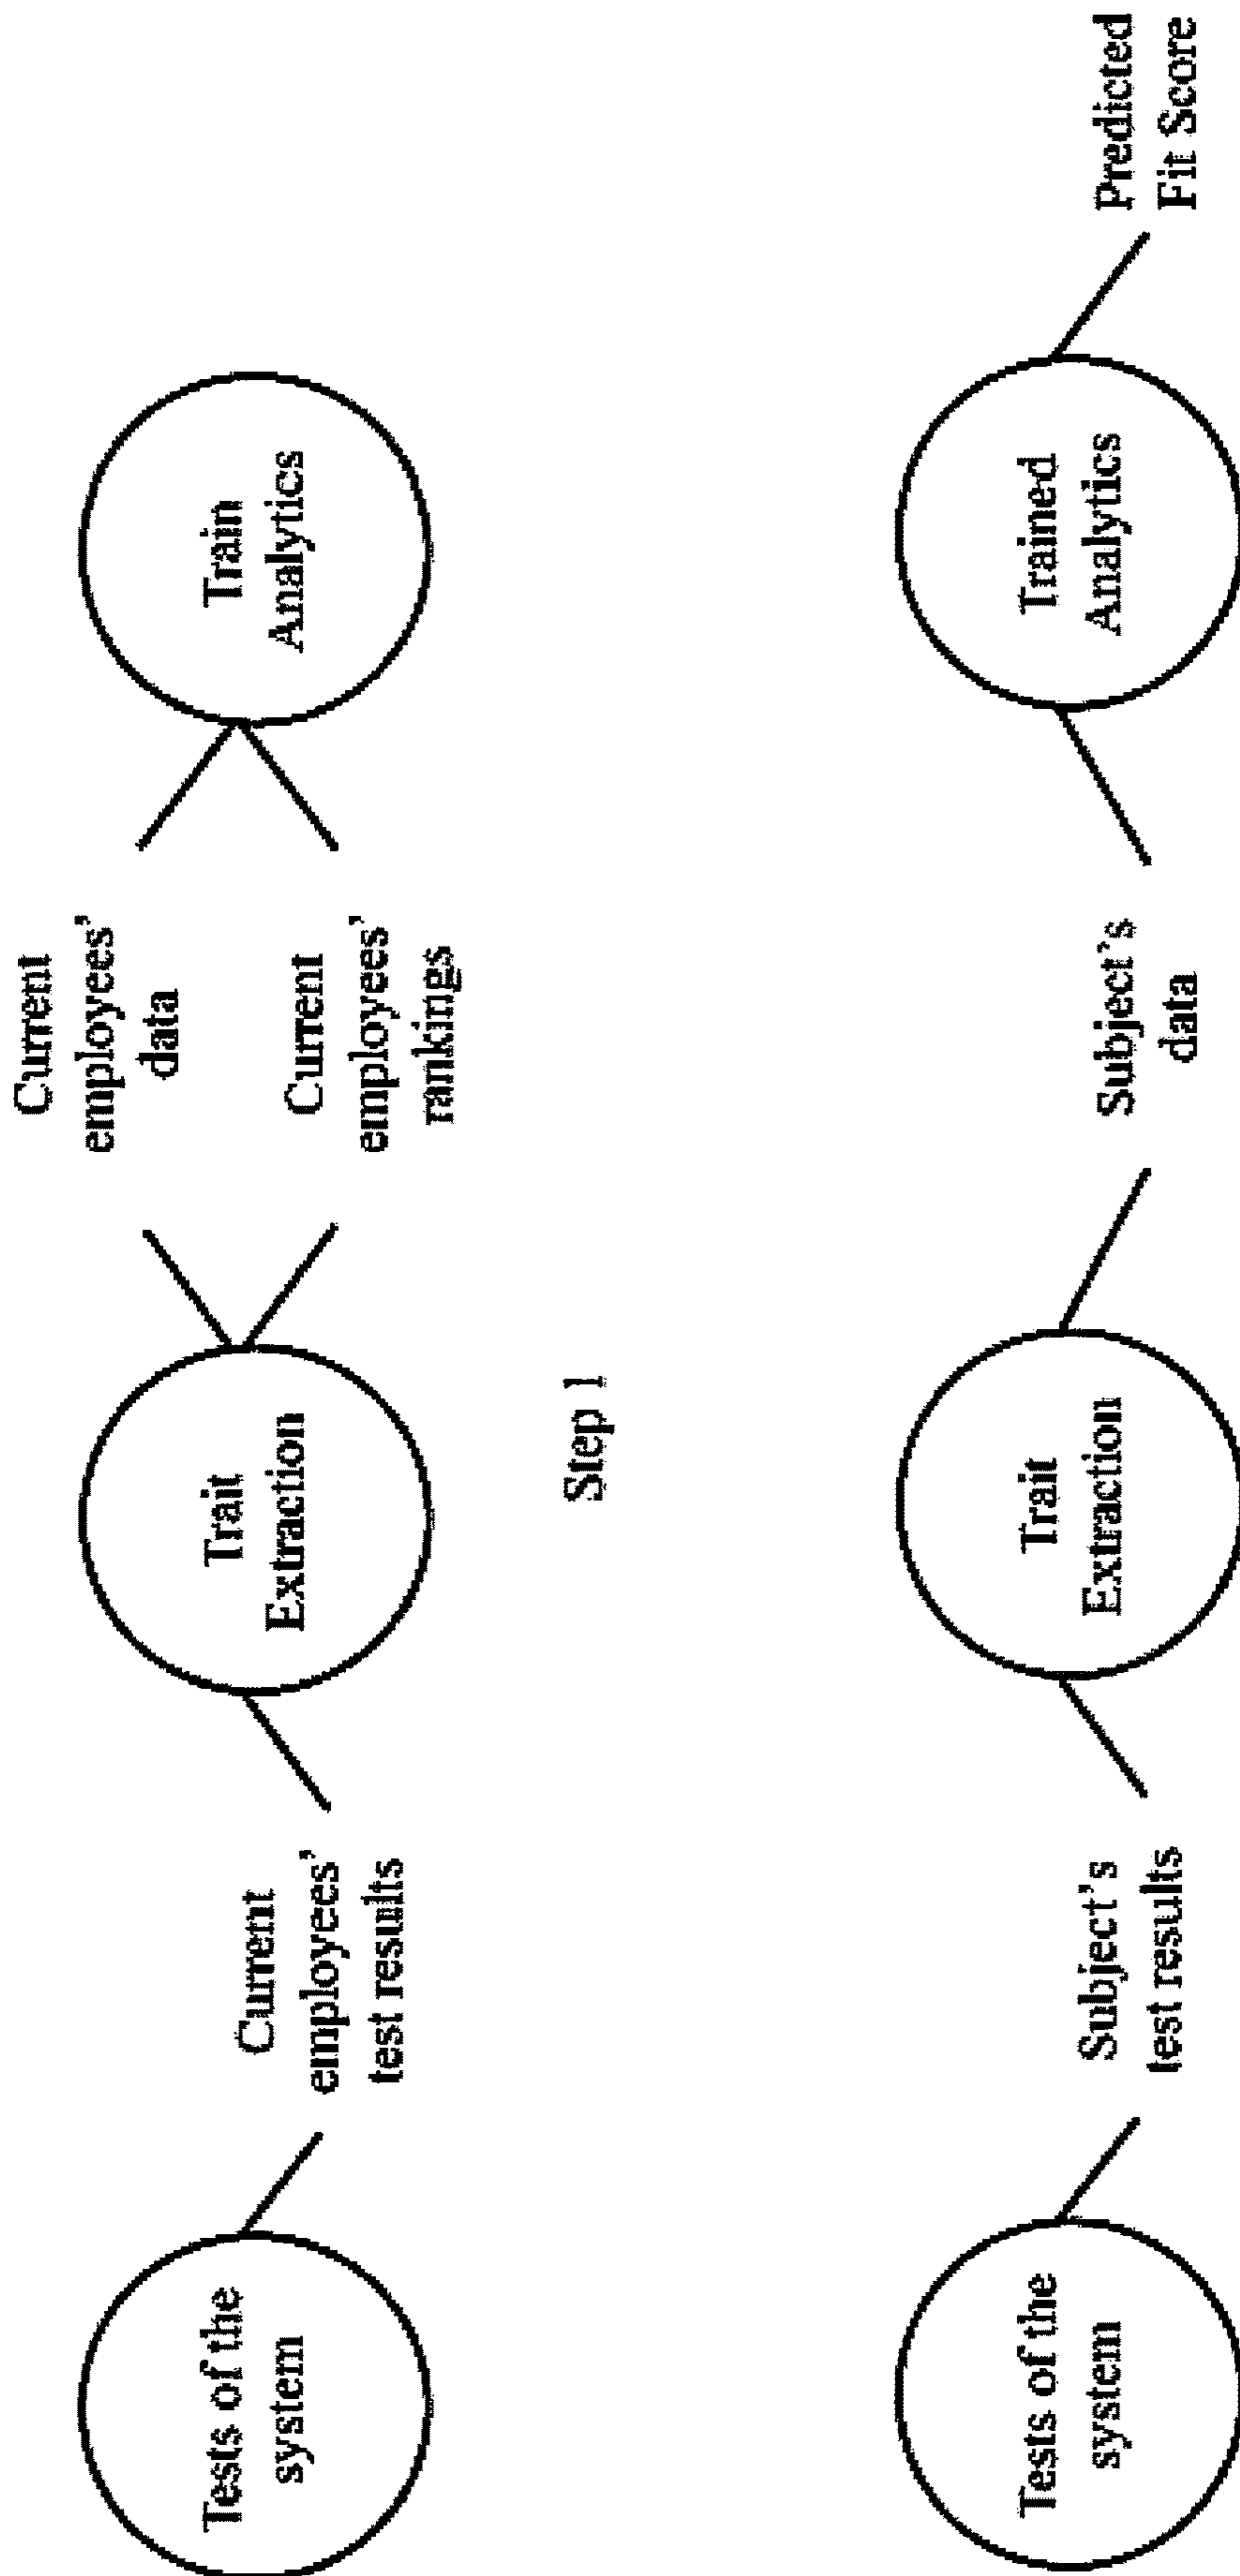 Tests of the
system
Current
employees'
test results
Trait
Extraction
Current
employees'
data
Current
employees'
rankings
Train
Analytics
Step 1
Tests of the
system
Subject's
test results
Trait
Extraction
Subject's
data
Trained
Analytics
Predicted
Fit Score